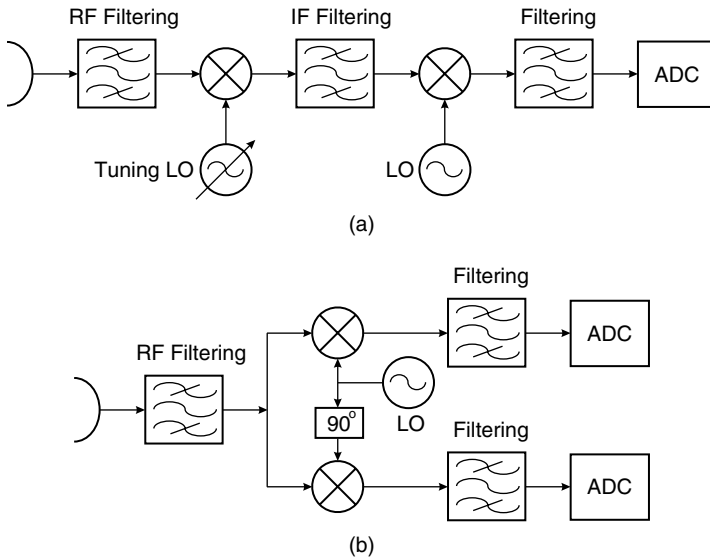 RF Filtering
IF Filtering
Filtering
ADC
Tuning LO
LO
(a)
Filtering
ADC
RF Filtering
LO
90°
Filtering
ADC
(b)